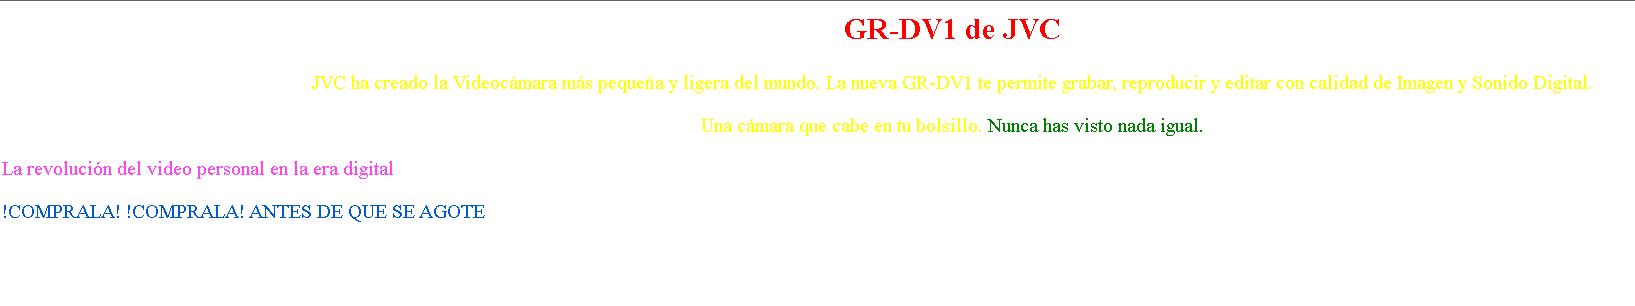 GR-DV1 de JVC
JVC ha creado la Videocámara más pequeña y ligera del mundo. La nueva GR-DV1 te permite grabar, reproducir y editar con calidad de Imagen y Sonido Digital.
Una cámara que cabe en tu bolsillo. Nunca has visto nada igual.
La revolución del video personal en la era digital
!COMPRALA! !COMPRALA! ANTES DE QUE SE AGOTE